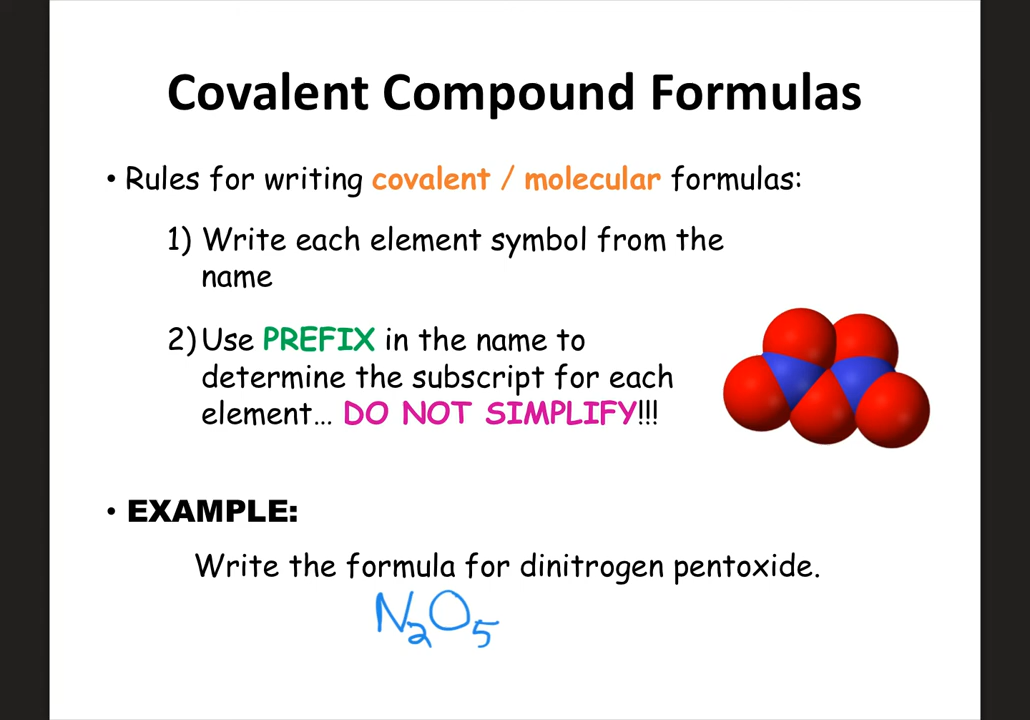 Covalent Compound Formulas
• Rules for writing covalent / molecular formulas:
1) Write each element symbol from the
name
2) Use PREFIX in the name to
determine the subscript for each
element... DO NOT SIMPLIFY!!!
• EXAMPLE:
Write the formula for dinitrogen pentoxide.
N₂O₅